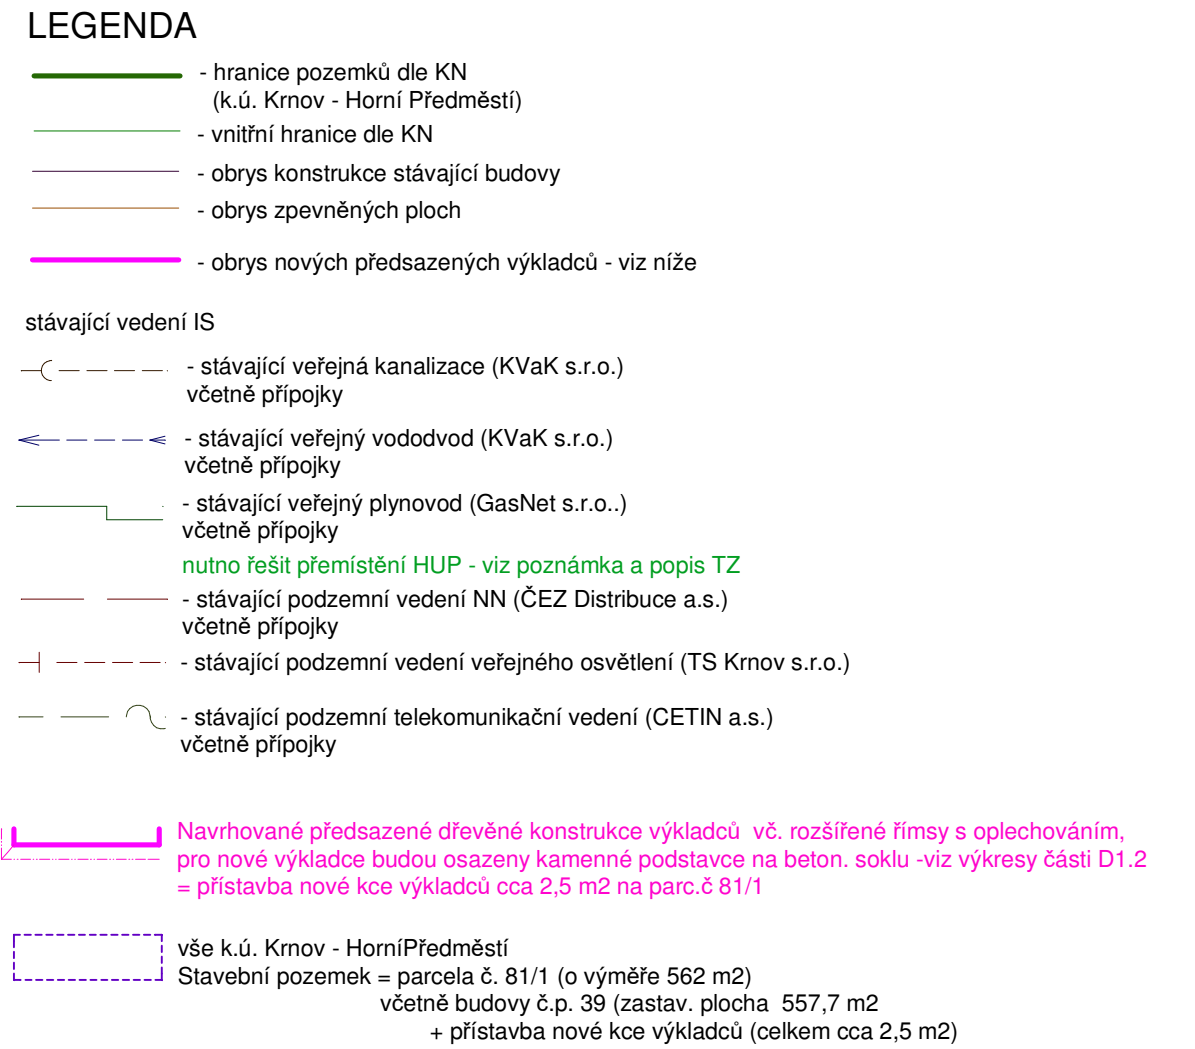 LEGENDA
- hranice pozemků dle KN
(k.ú. Krnov - Horní Předměstí)
- vnitřní hranice dle KN
- obrys konstrukce stávající budovy
- obrys zpevněných ploch
- obrys nových předsazených výkladců - viz níže
stávající vedení IS
- stávající veřejná kanalizace (KVaK s.r.o.)
včetně přípojky
- stávající veřejný vododvod (KVaK s.r.o.)
včetně přípojky
- stávající veřejný plynovod (GasNet s.r.o..)
včetně přípojky
nutno řešit přemístění HUP - viz poznámka a popis TZ
- stávající podzemní vedení NN (ČEZ Distribuce a.s.)
včetně přípojky
- stávající podzemní vedení veřejného osvětlení (TS Krnov s.r.o.)
- stávající podzemní telekomunikační vedení (CETIN a.s.)
včetně přípojky
Navrhované předsazené dřevěné konstrukce výkladců vč. rozšířené římsy s oplechováním,
pro nové výkladce budou osazeny kamenné podstavce na beton. soklu -viz výkresy části D1.2
= přístavba nové kce výkladců cca 2,5 m2 na parc.č 81/1
vše k.ú. Krnov - HorníPředměstí
Stavební pozemek = parcela č. 81/1 (o výměře 562 m2)
včetně budovy č.p. 39 (zastav. plocha 557,7 m2
+ přístavba nové kce výkladců (celkem cca 2,5 m2)